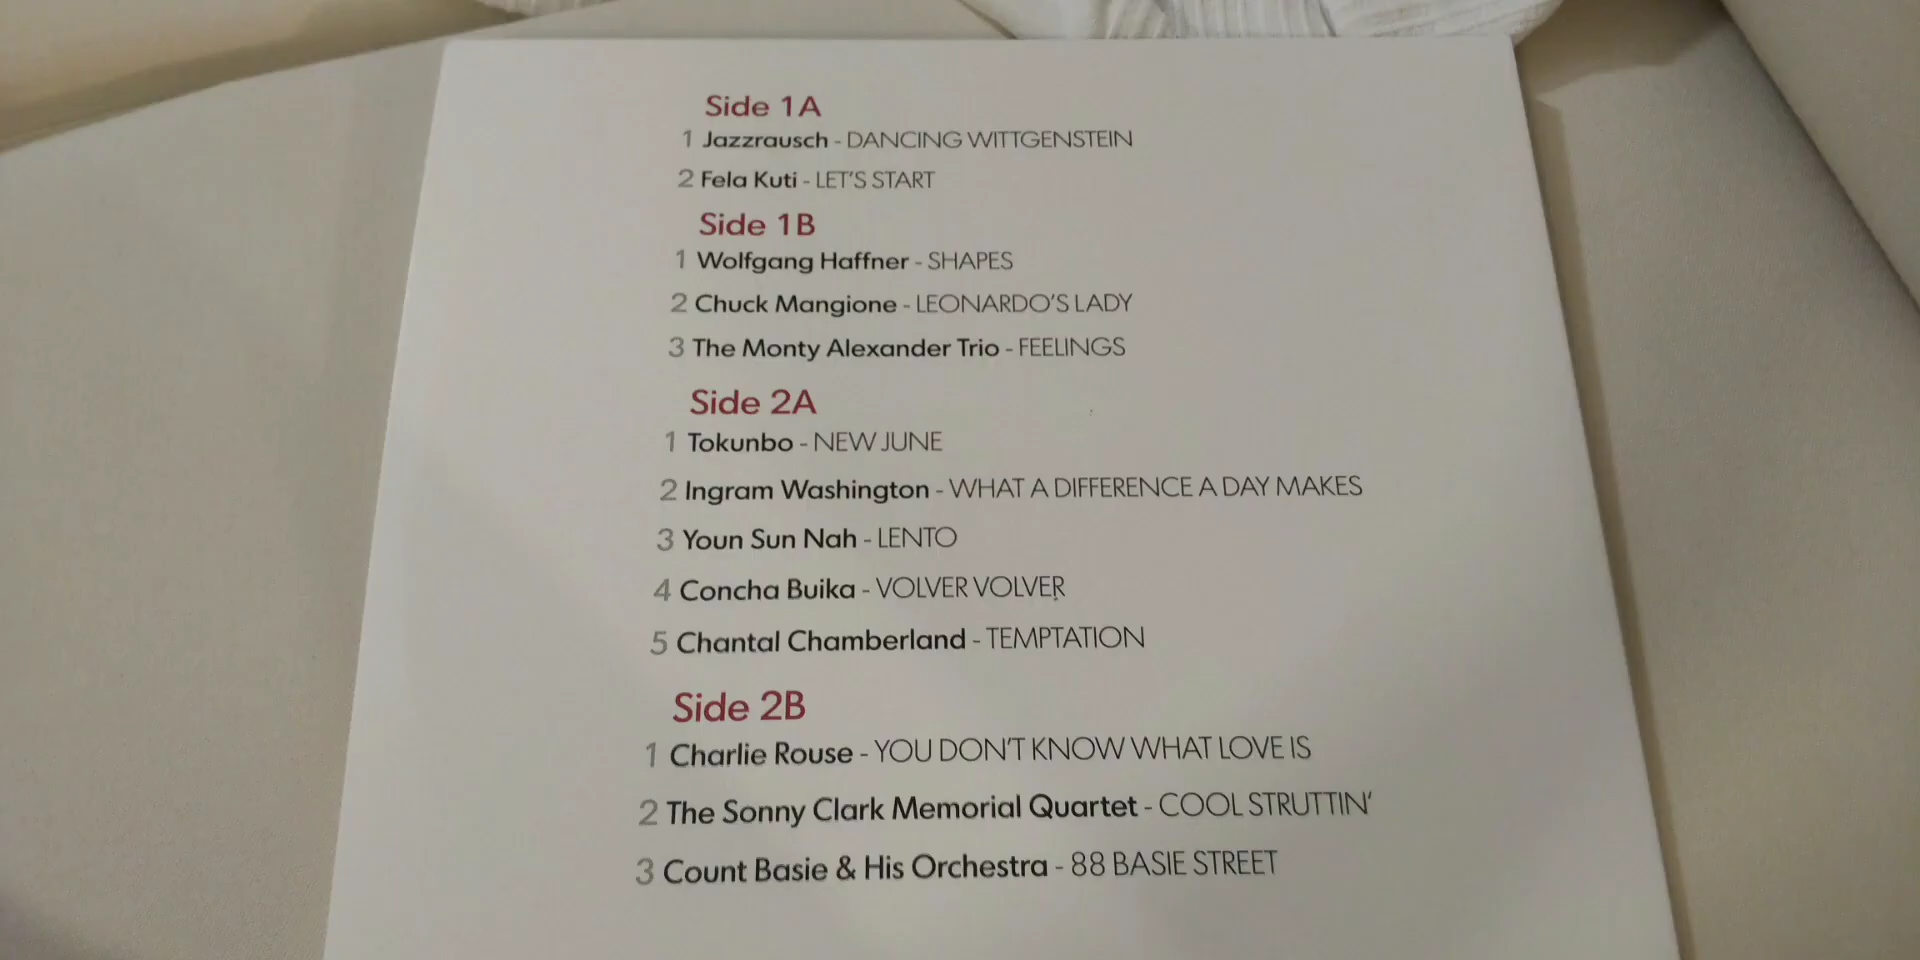 Side 1A
1 Jazzrausch - DANCING WITTGENSTEIN
2 Fela Kuti - LET'S START
Side 1B
1 Wolfgang Haffner - SHAPES
2 Chuck Mangione - LEONARDO'S LADY
3 The Monty Alexander Trio - FEELINGS
Side 2A
1 Tokunbo - NEW JUNE
2 Ingram Washington - WHAT A DIFFERENCE A DAY MAKES
3 Youn Sun Nah - LENTO
4 Concha Buika - VOLVER VOLVER
5 Chantal Chamberland - TEMPTATION
Side 2B
1 Charlie Rouse - YOU DON'T KNOW WHAT LOVE IS
2 The Sonny Clark Memorial Quartet - COOL STRUTTIN'
3 Count Basie & His Orchestra - 88 BASIE STREET